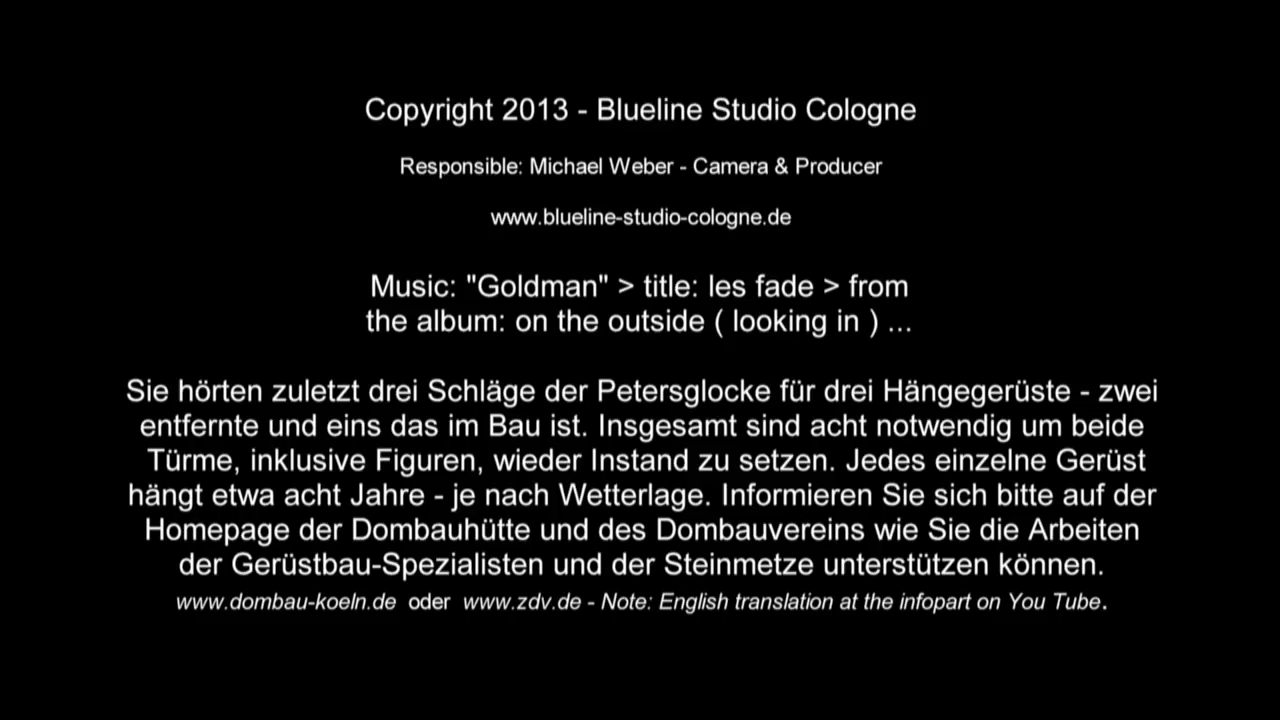 Copyright 2013 - Blueline Studio Cologne
Responsible: Michael Weber - Camera & Producer
www.blueline-studio-cologne.de
Music: "Goldman" > title: les fade > from
the album: on the outside ( looking in ) ...
Sie hörten zuletzt drei Schläge der Petersglocke für drei Hängegerüste - zwei
entfernte und eins das im Bau ist. Insgesamt sind acht notwendig um beide
Türme, inklusive Figuren, wieder Instand zu setzen. Jedes einzelne Gerüst
hängt etwa acht Jahre - je nach Wetterlage. Informieren Sie sich bitte auf der
Homepage der Dombauhütte und des Dombauvereins wie Sie die Arbeiten
der Gerüstbau-Spezialisten und der Steinmetze unterstützen können.
www.dombau-koeln.de oder www.zdv.de - Note: English translation at the infopart on You Tube.